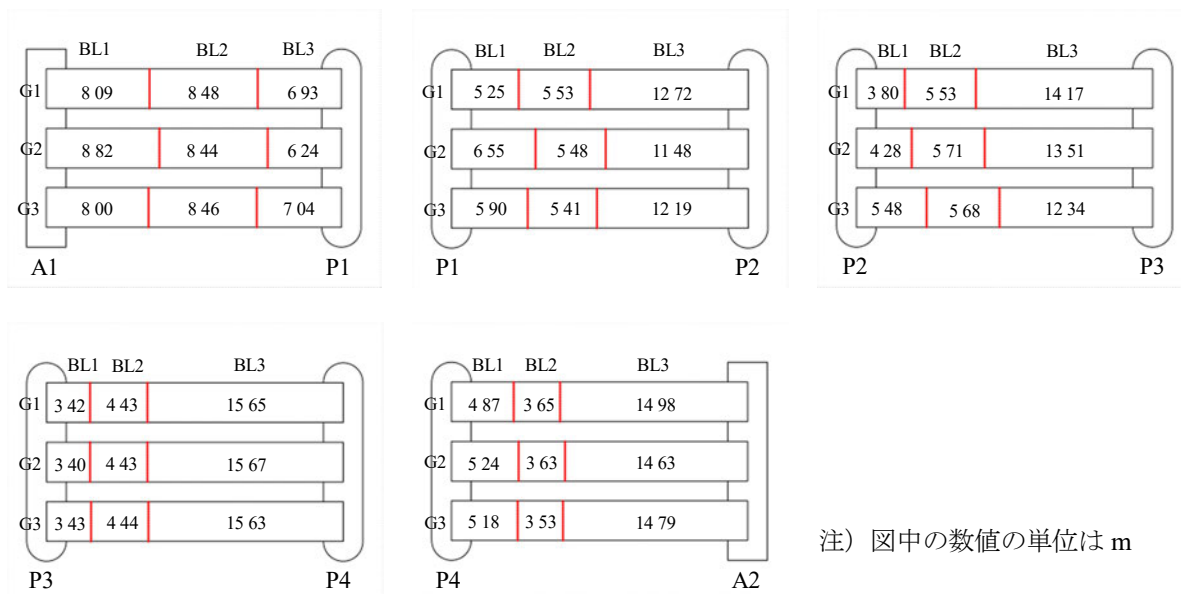 BL1 BL2 BL3
G1 8 09 8 48 6 93
G2 8 82 8 44 6 24
G3 8 00 8 46 7 04
A1 P1
BL1 BL2 BL3
G1 5 25 5 53 12 72
G2 6 55 5 48 11 48
G3 5 90 5 41 12 19
P1 P2
BL1 BL2 BL3
G1 3 80 5 53 14 17
G2 4 28 5 71 13 51
G3 5 48 5 68 12 34
P2 P3
BL1 BL2 BL3
G1 3 42 4 43 15 65
G2 3 40 4 43 15 67
G3 3 43 4 44 15 63
P3 P4
BL1 BL2 BL3
G1 4 87 3 65 14 98
G2 5 24 3 63 14 63
G3 5 18 3 53 14 79
P4 A2
注）図中の数値の単位は m